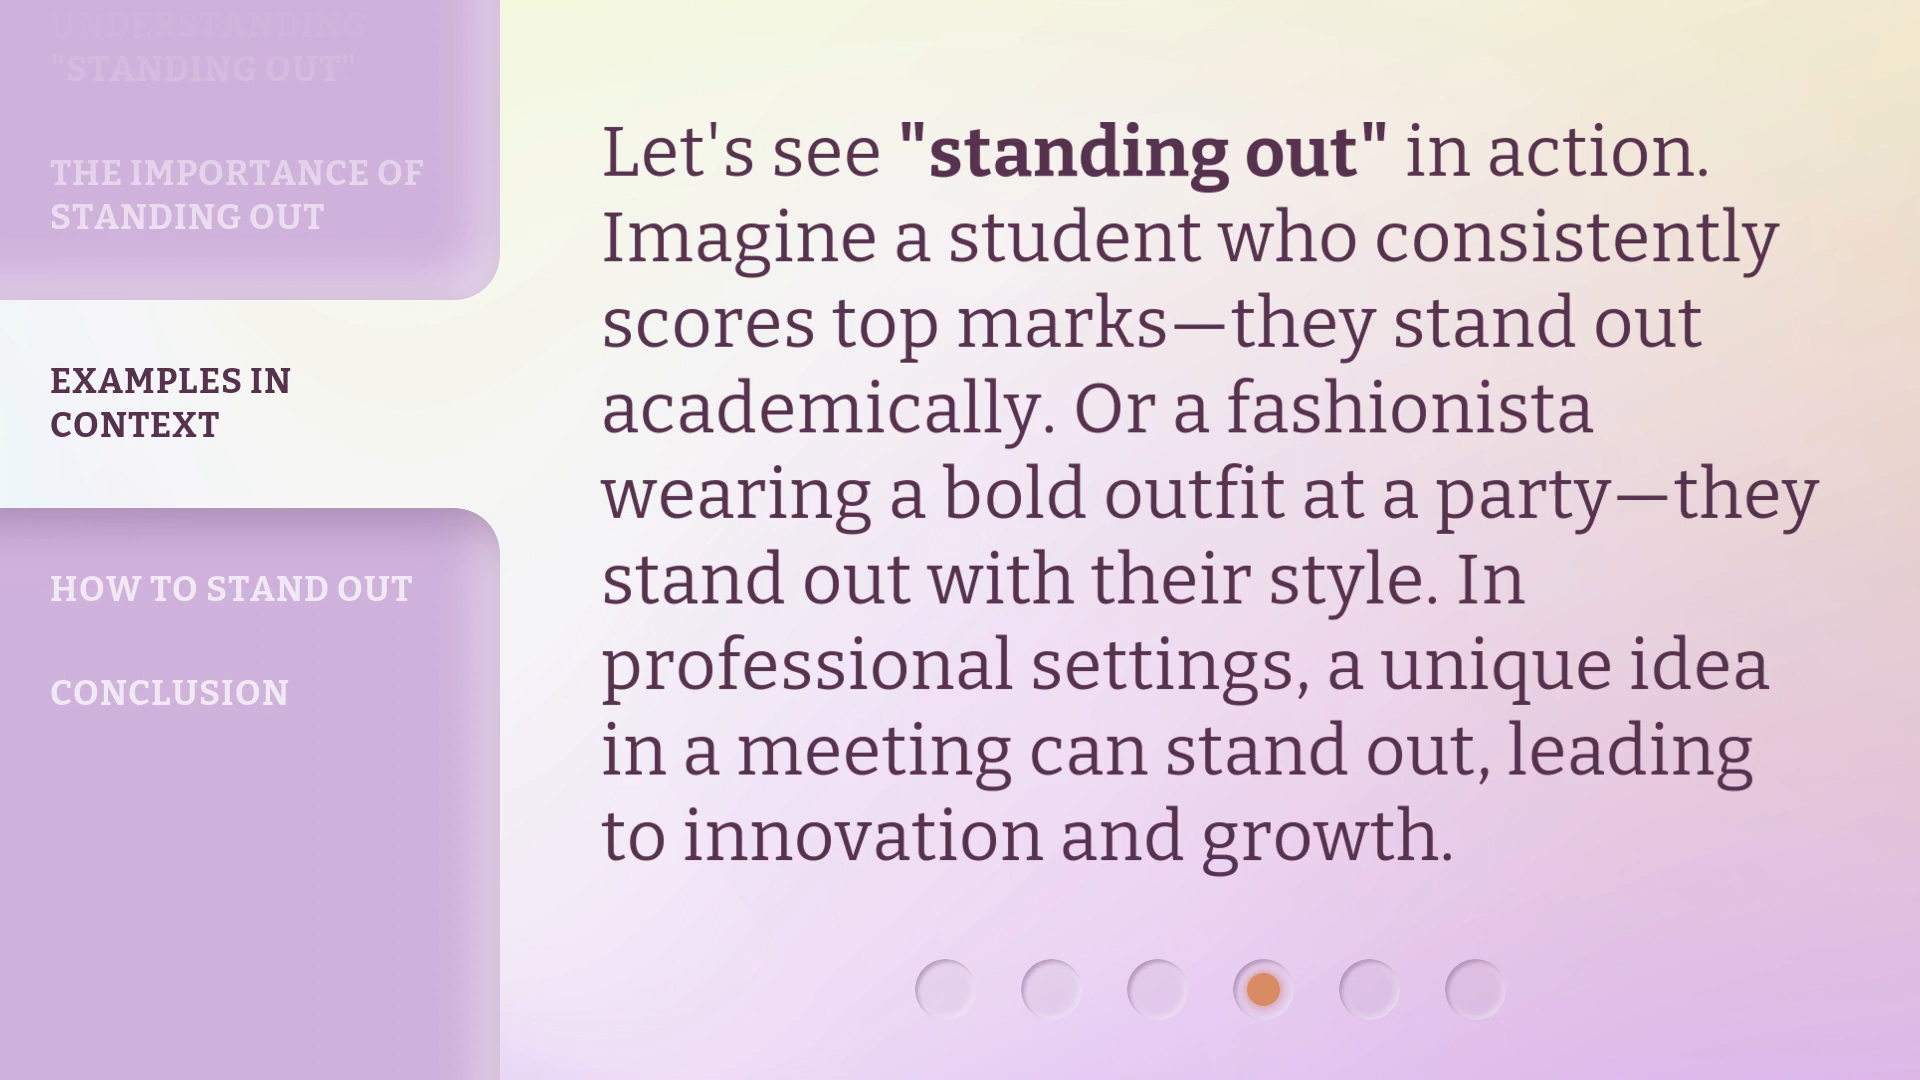 UNDERSTANDING
"STANDING OUT"
THE IMPORTANCE OF
STANDING OUT
EXAMPLES IN
CONTEXT
HOW TO STAND OUT
CONCLUSION
Let's see "standing out" in action.
Imagine a student who consistently
scores top marks—they stand out
academically. Or a fashionista
wearing a bold outfit at a party—they
stand out with their style. In
professional settings, a unique idea
in a meeting can stand out, leading
to innovation and growth.